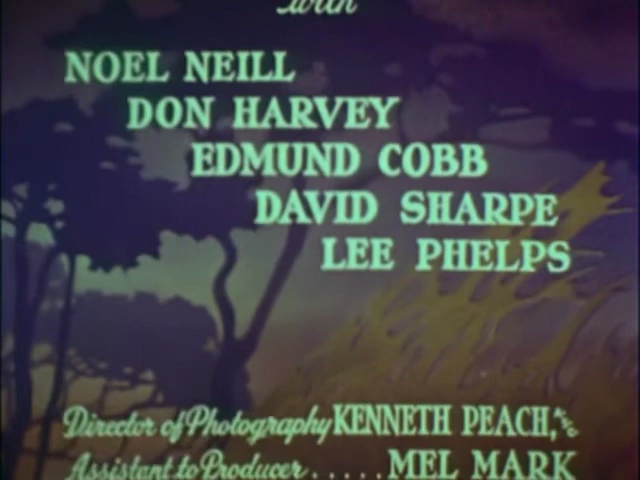 with
NOEL NEILL
DON HARVEY
EDMUND COBB
DAVID SHARPE
LEE PHELPS
Director of Photography KENNETH PEACH, A.S.C.
Assistant to Producer ..... MEL MARK